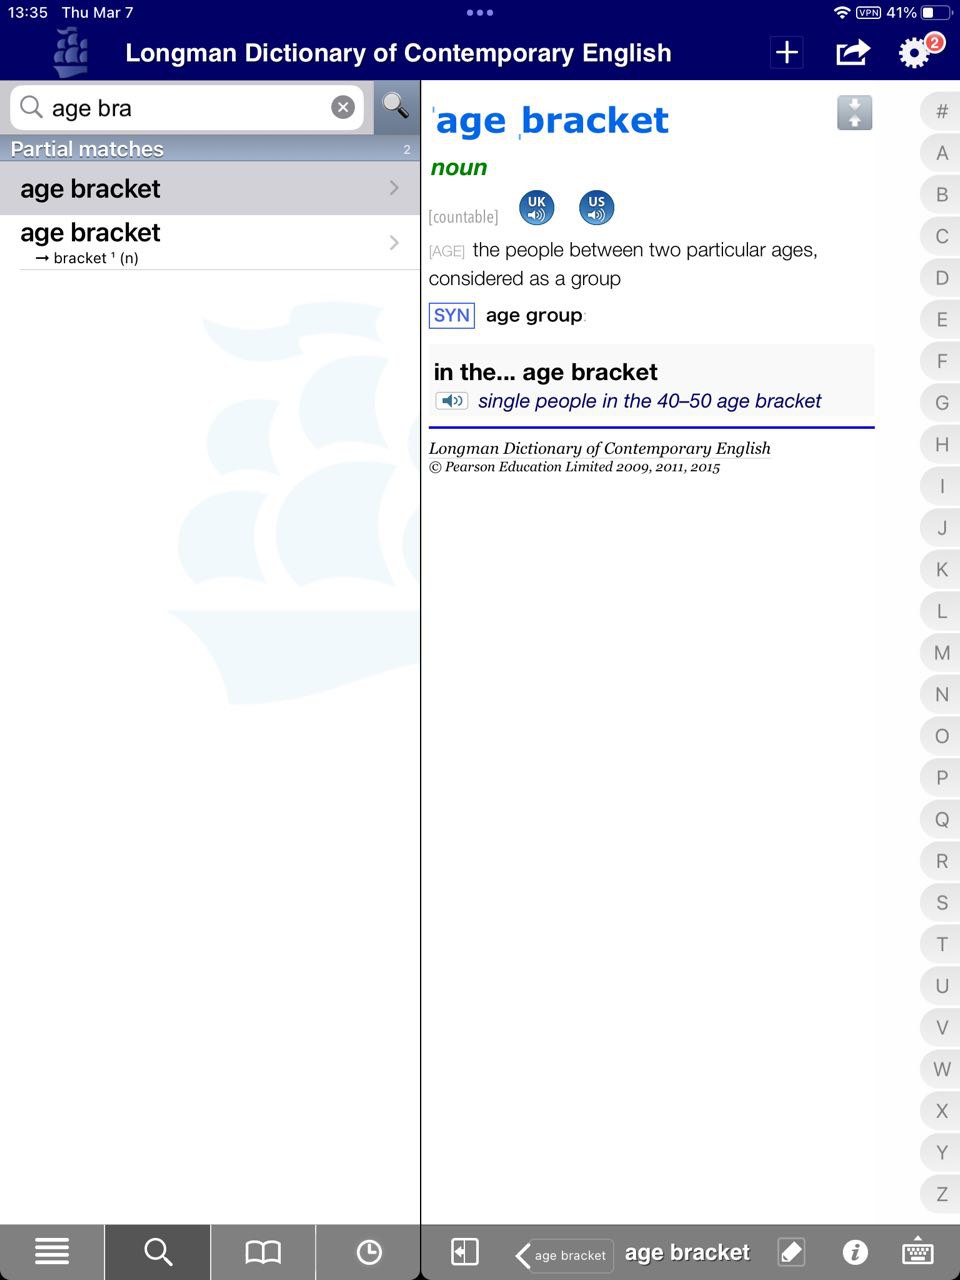 13:35 Thu Mar 7
VPN 41%
Longman Dictionary of Contemporary English
2
age bra
Partial matches 2
age bracket
age bracket
→ bracket ¹ (n)
ˈage ˌbracket
noun
[countable] UK US
[AGE] the people between two particular ages,
considered as a group
SYN age group:
in the... age bracket
single people in the 40–50 age bracket
Longman Dictionary of Contemporary English
© Pearson Education Limited 2009, 2011, 2015
#
A
B
C
D
E
F
G
H
I
J
K
L
M
N
O
P
Q
R
S
T
U
V
W
X
Y
Z
age bracket age bracket